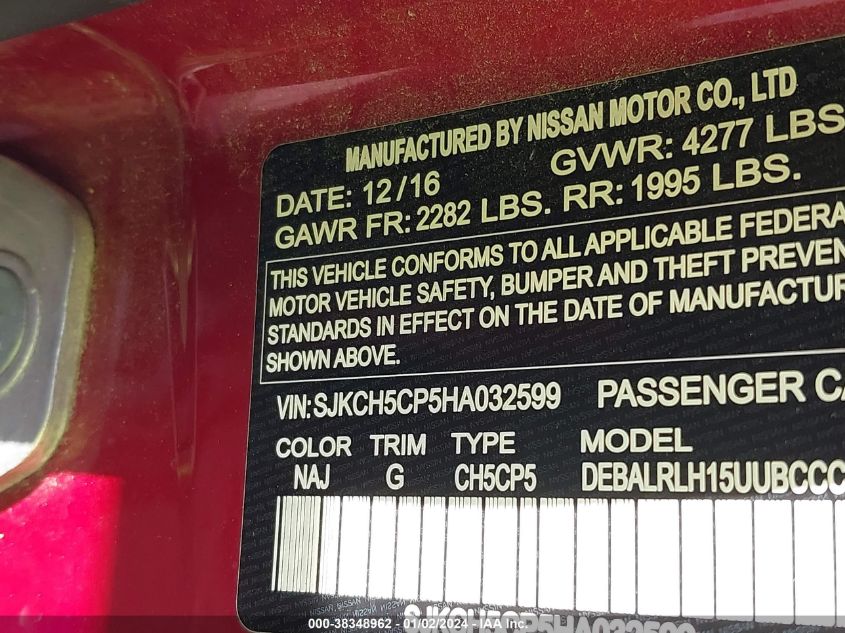 MANUFACTURED BY NISSAN MOTOR CO., LTD
DATE: 12/16 GVWR: 4277 LBS
GAWR FR: 2282 LBS. RR: 1995 LBS.
THIS VEHICLE CONFORMS TO ALL APPLICABLE FEDERA
MOTOR VEHICLE SAFETY, BUMPER AND THEFT PREVEN
STANDARDS IN EFFECT ON THE DATE OF MANUFACTUR
SHOWN ABOVE.
VIN: SJKCH5CP5HA032599 PASSENGER CA
COLOR TRIM TYPE MODEL
NAJ G CH5CP5 DEBALRLH15UUBCCC
SJKCH5CP5HA032599
000-38348962 - 01/02/2024 - IAA Inc.